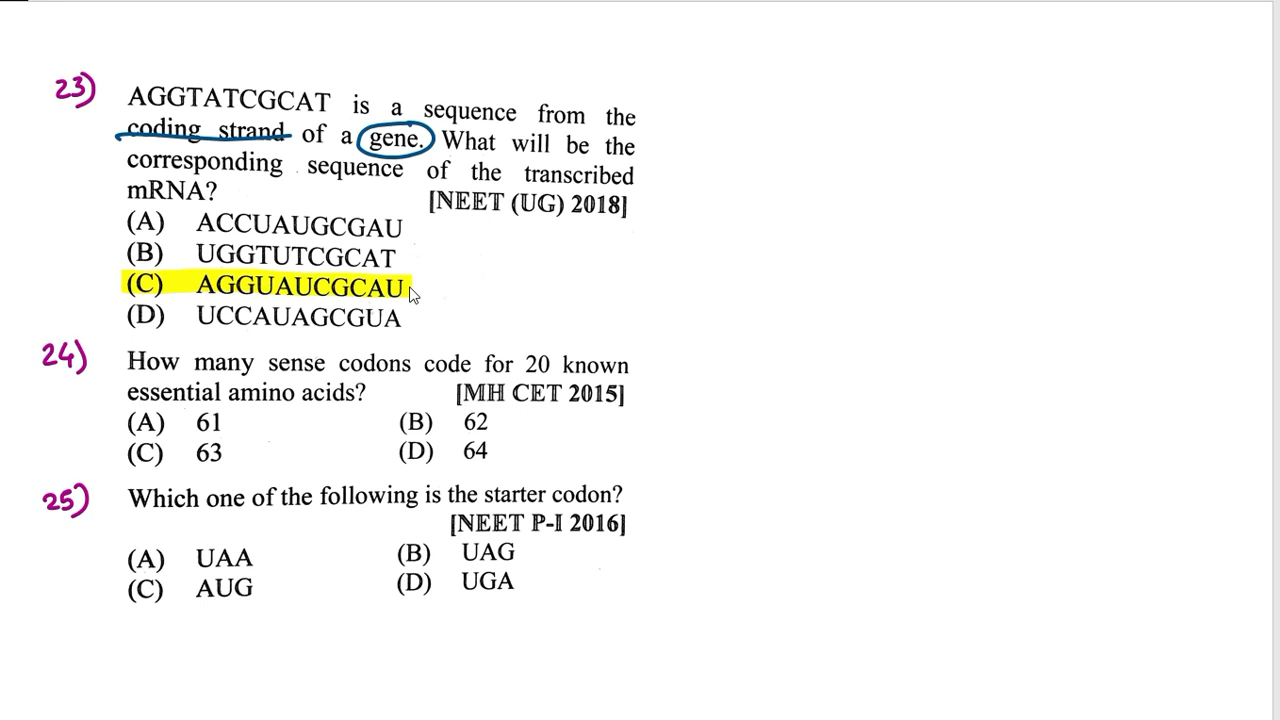 23)
AGGTATCGCAT is a sequence from the
coding strand of a gene. What will be the
corresponding sequence of the transcribed
mRNA? [NEET (UG) 2018]
(A) ACCUAUGCGAU
(B) UGGTUTCGCAT
(C) AGGUAUCGCAU
(D) UCCAUAGCGUA
24)
How many sense codons code for 20 known
essential amino acids? [MH CET 2015]
(A) 61 (B) 62
(C) 63 (D) 64
25)
Which one of the following is the starter codon?
[NEET P-I 2016]
(A) UAA (B) UAG
(C) AUG (D) UGA